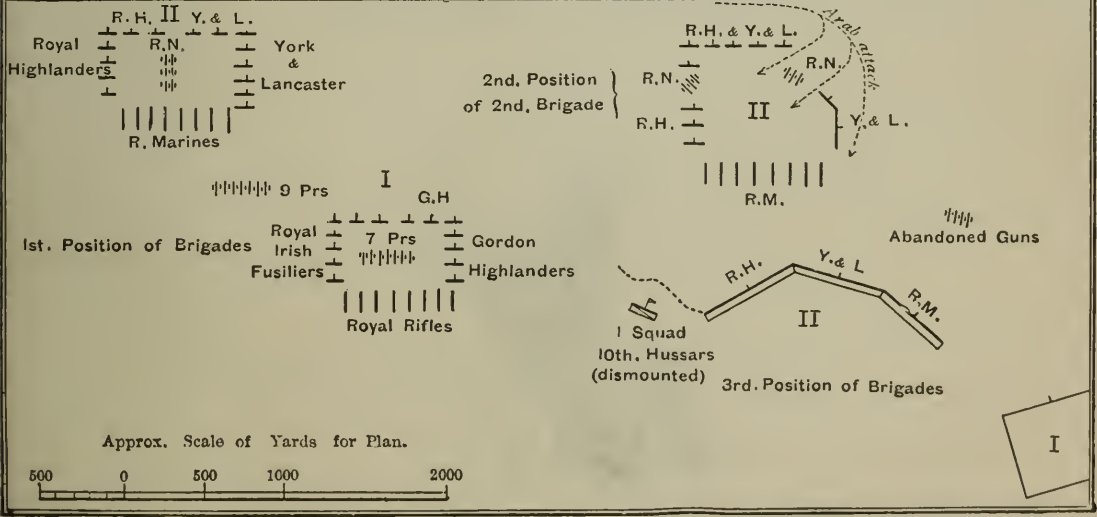 R. H. II Y. & L.
R.N.
Royal
Highlanders
York
&
Lancaster
R. Marines
9 Prs
I
G.H
1st. Position of Brigades
Royal
Irish
Fusiliers
7 Prs
Gordon
Highlanders
Royal Rifles
Arab attack
R.H. & Y.& L.
R.N.
R.N.
2nd. Position
of 2nd. Brigade
II
Y. & L.
R.H.
R.M.
Abandoned Guns
R.H.
Y. & L
R.M.
II
1 Squad
10th. Hussars
(dismounted)
3rd. Position of Brigades
I
Approx. Scale of Yards for Plan.
500 0 500 1000 2000